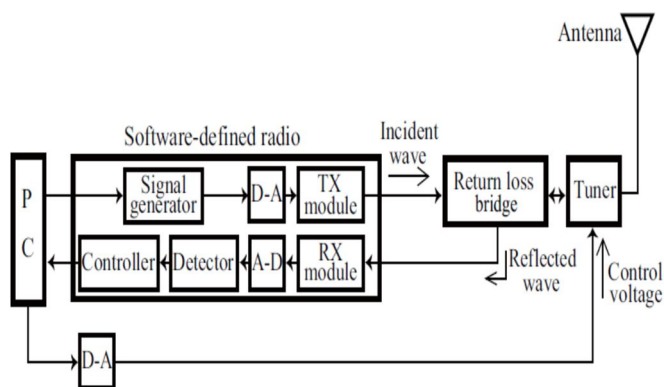 Antenna
Software-defined radio
Incident
wave
P
C
Signal
generator
D-A
TX
module
Return loss
bridge
Tuner
Controller
Detector
A-D
RX
module
Reflected
wave
Control
voltage
D-A